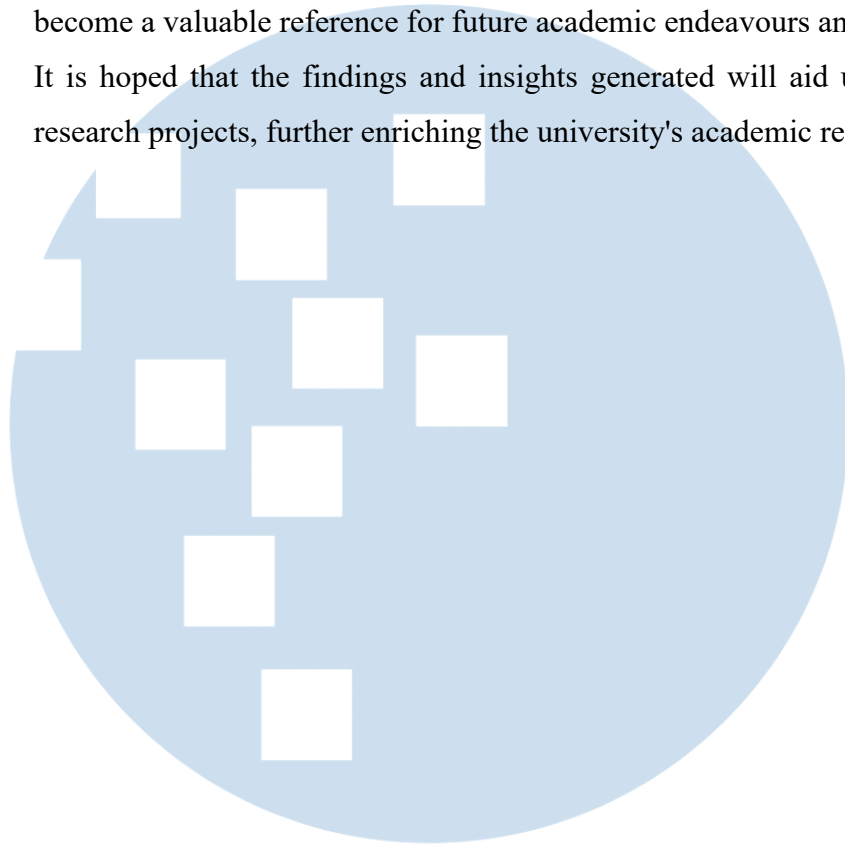 become a valuable reference for future academic endeavours an
It is hoped that the findings and insights generated will aid
research projects, further enriching the university's academic re